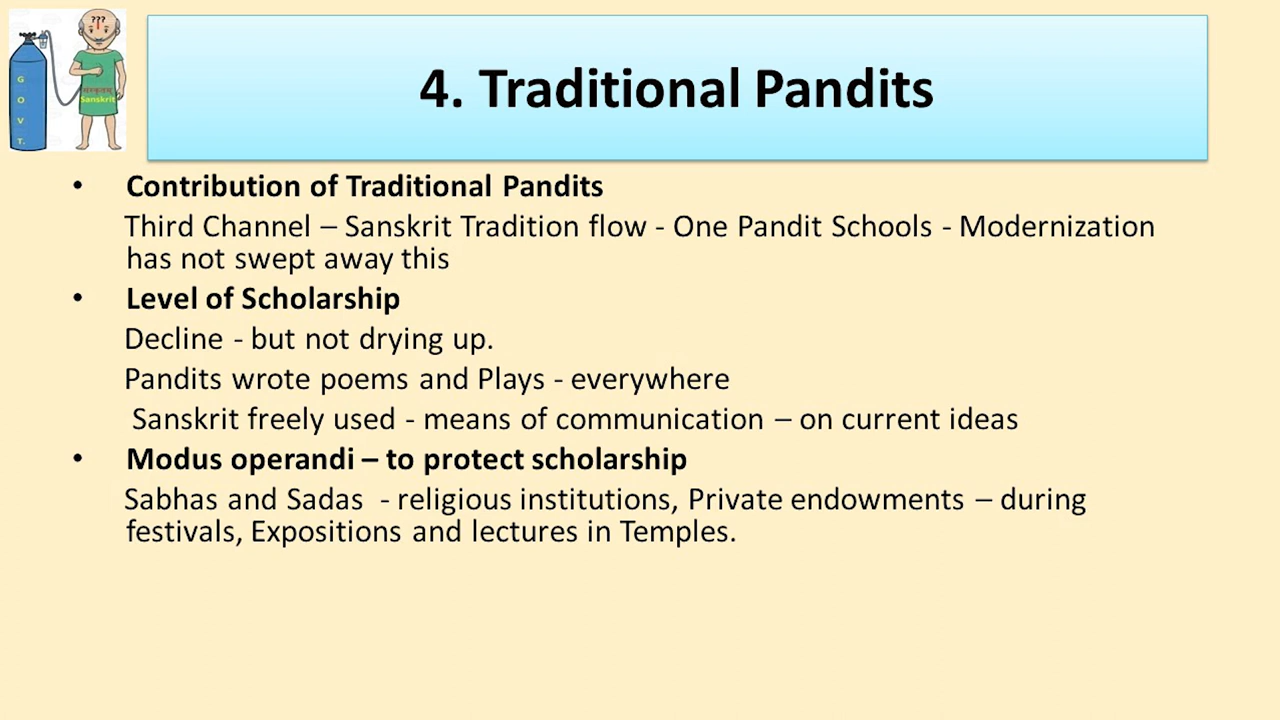 ???
G
O
V
T.
संस्कृतम्
Sanskrit
4. Traditional Pandits
• Contribution of Traditional Pandits
Third Channel – Sanskrit Tradition flow - One Pandit Schools - Modernization
has not swept away this
• Level of Scholarship
Decline - but not drying up.
Pandits wrote poems and Plays - everywhere
Sanskrit freely used - means of communication – on current ideas
• Modus operandi – to protect scholarship
Sabhas and Sadas - religious institutions, Private endowments – during
festivals, Expositions and lectures in Temples.